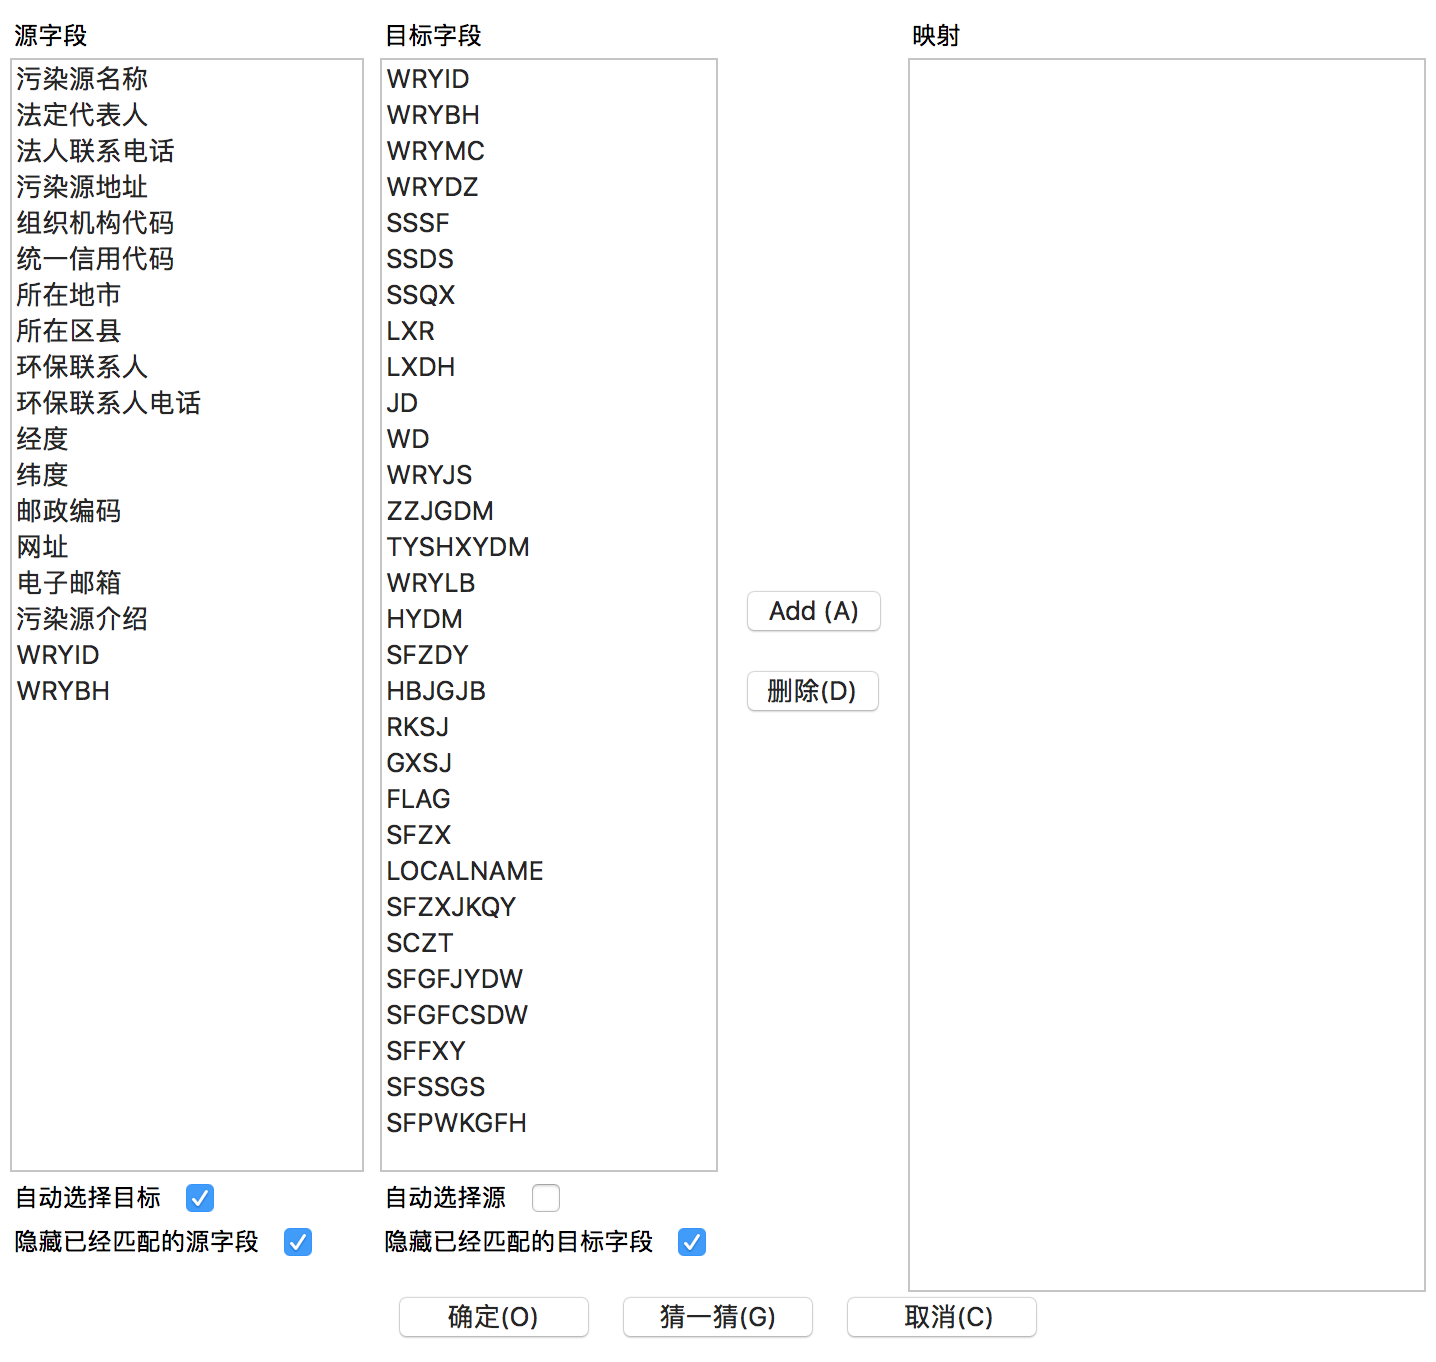 源字段
污染源名称
法定代表人
法人联系电话
污染源地址
组织机构代码
统一信用代码
所在地市
所在区县
环保联系人
环保联系人电话
经度
纬度
邮政编码
网址
电子邮箱
污染源介绍
WRYID
WRYBH
自动选择目标
隐藏已经匹配的源字段
目标字段
WRYID
WRYBH
WRYMC
WRYDZ
SSSF
SSDS
SSQX
LXR
LXDH
JD
WD
WRYJS
ZZJGDM
TYSHXYDM
WRYLB
HYDM
SFZDY
HBJGJB
RKSJ
GXSJ
FLAG
SFZX
LOCALNAME
SFZXJKQY
SCZT
SFGFJYDW
SFGFCSDW
SFFXY
SFSSGS
SFPWKGFH
自动选择源
隐藏已经匹配的目标字段
Add (A)
删除(D)
映射
确定(O)
猜一猜(G)
取消(C)